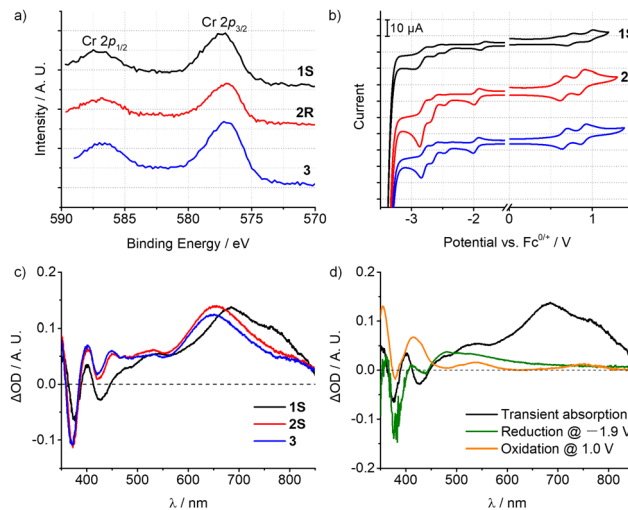 a)
Cr 2p1/2
Cr 2p3/2
1S
2R
3
Intensity / A. U.
590 585 580 575 570
Binding Energy / eV
b)
10 μA
1S
2
Current
-3 -2 0 1
Potential vs. Fc0/+ / V
c)
0.2
0.1
0.0
-0.1
ΔOD / A. U.
1S
2S
3
400 500 600 700 800
λ / nm
d)
0.2
0.1
0.0
-0.1
-0.2
ΔOD / A. U.
Transient absorption
Reduction @ −1.9 V
Oxidation @ 1.0 V
400 500 600 700 800
λ / nm